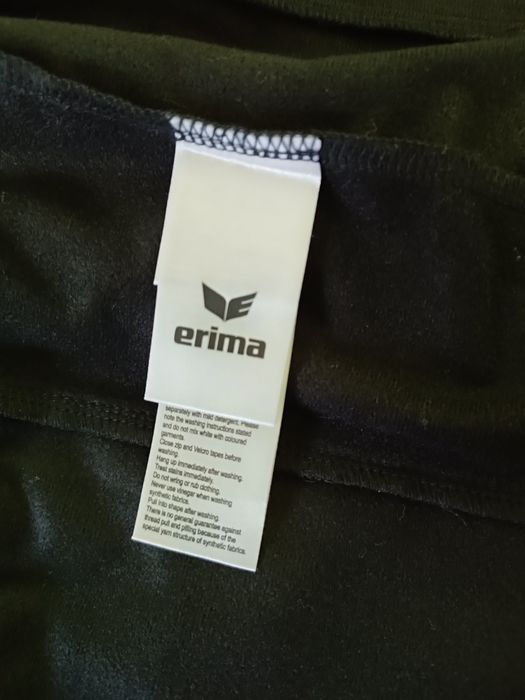 erima
separately with mild detergent. Please
note the washing instructions stated
and do not mix white with coloured
garments.
Close zip and Velcro tapes before
washing.
Hang up immediately after washing.
Treat stains immediately.
Do not wring or rub clothing.
Never use vinegar when washing
synthetic fabrics.
Pull into shape after washing.
There is no general guarantee against
thread pull and pilling because of the
special yarn structure of synthetic fabrics.